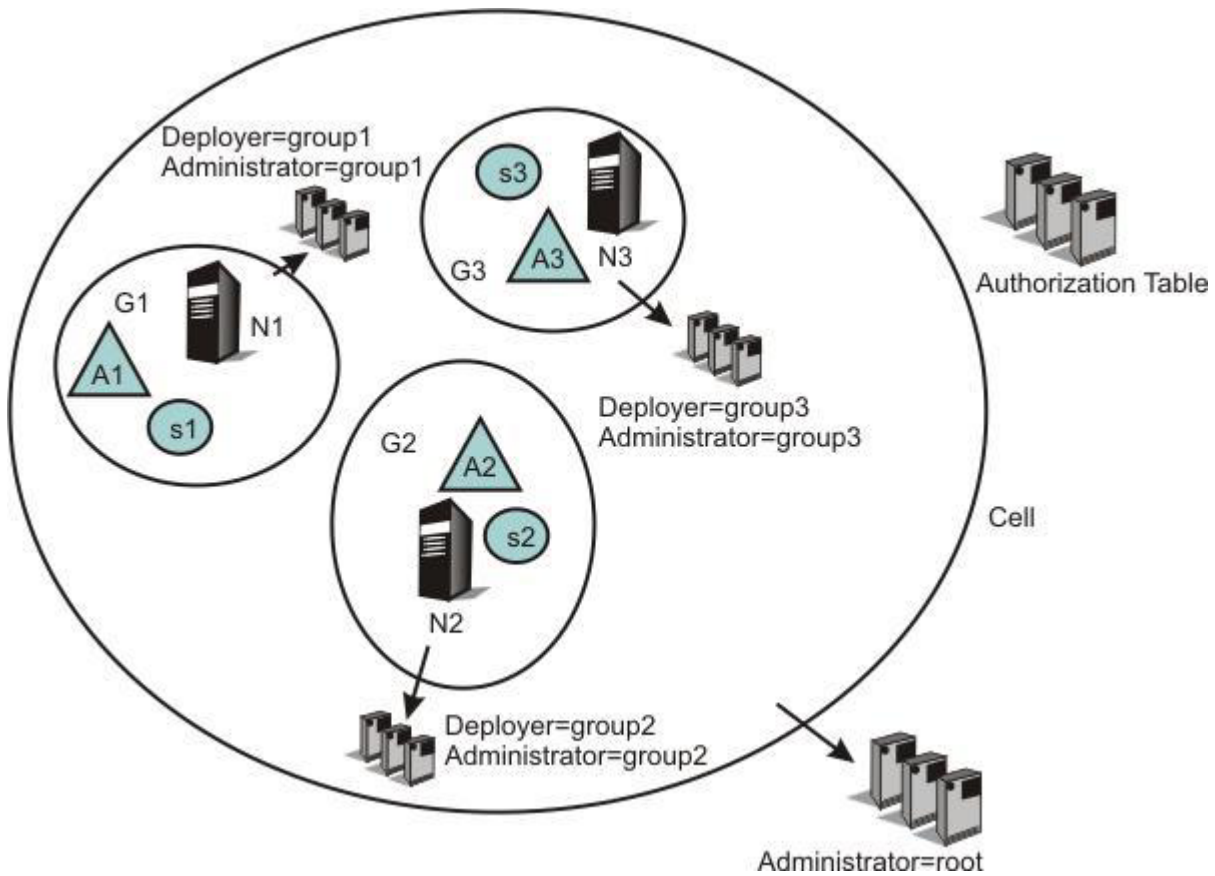 Deployer=group1
Administrator=group1
s3
A3
N3
G3
Authorization Table
G1
N1
A1
s1
Deployer=group3
Administrator=group3
G2
A2
s2
N2
Cell
Deployer=group2
Administrator=group2
Administrator=root